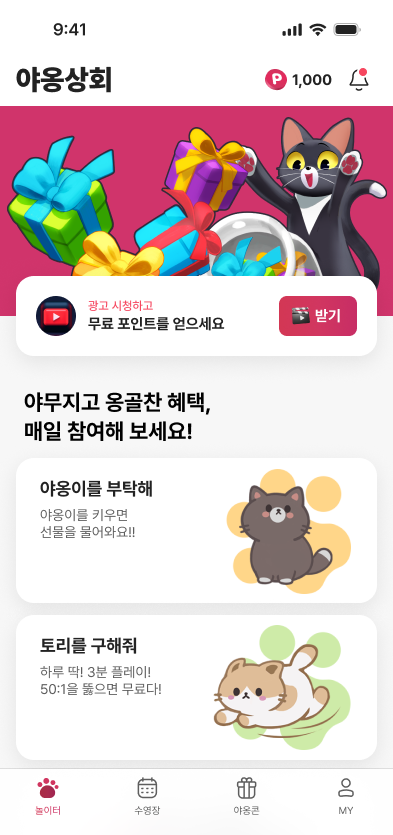 9:41
야옹상회
P 1,000
광고 시청하고
무료 포인트를 얻으세요
받기
야무지고 옹골찬 혜택,
매일 참여해 보세요!
야옹이를 부탁해
야옹이를 키우면
선물을 물어와요!!
토리를 구해줘
하루 딱! 3분 플레이!
50:1을 뚫으면 무료다!
놀이터
수영장
야옹콘
MY